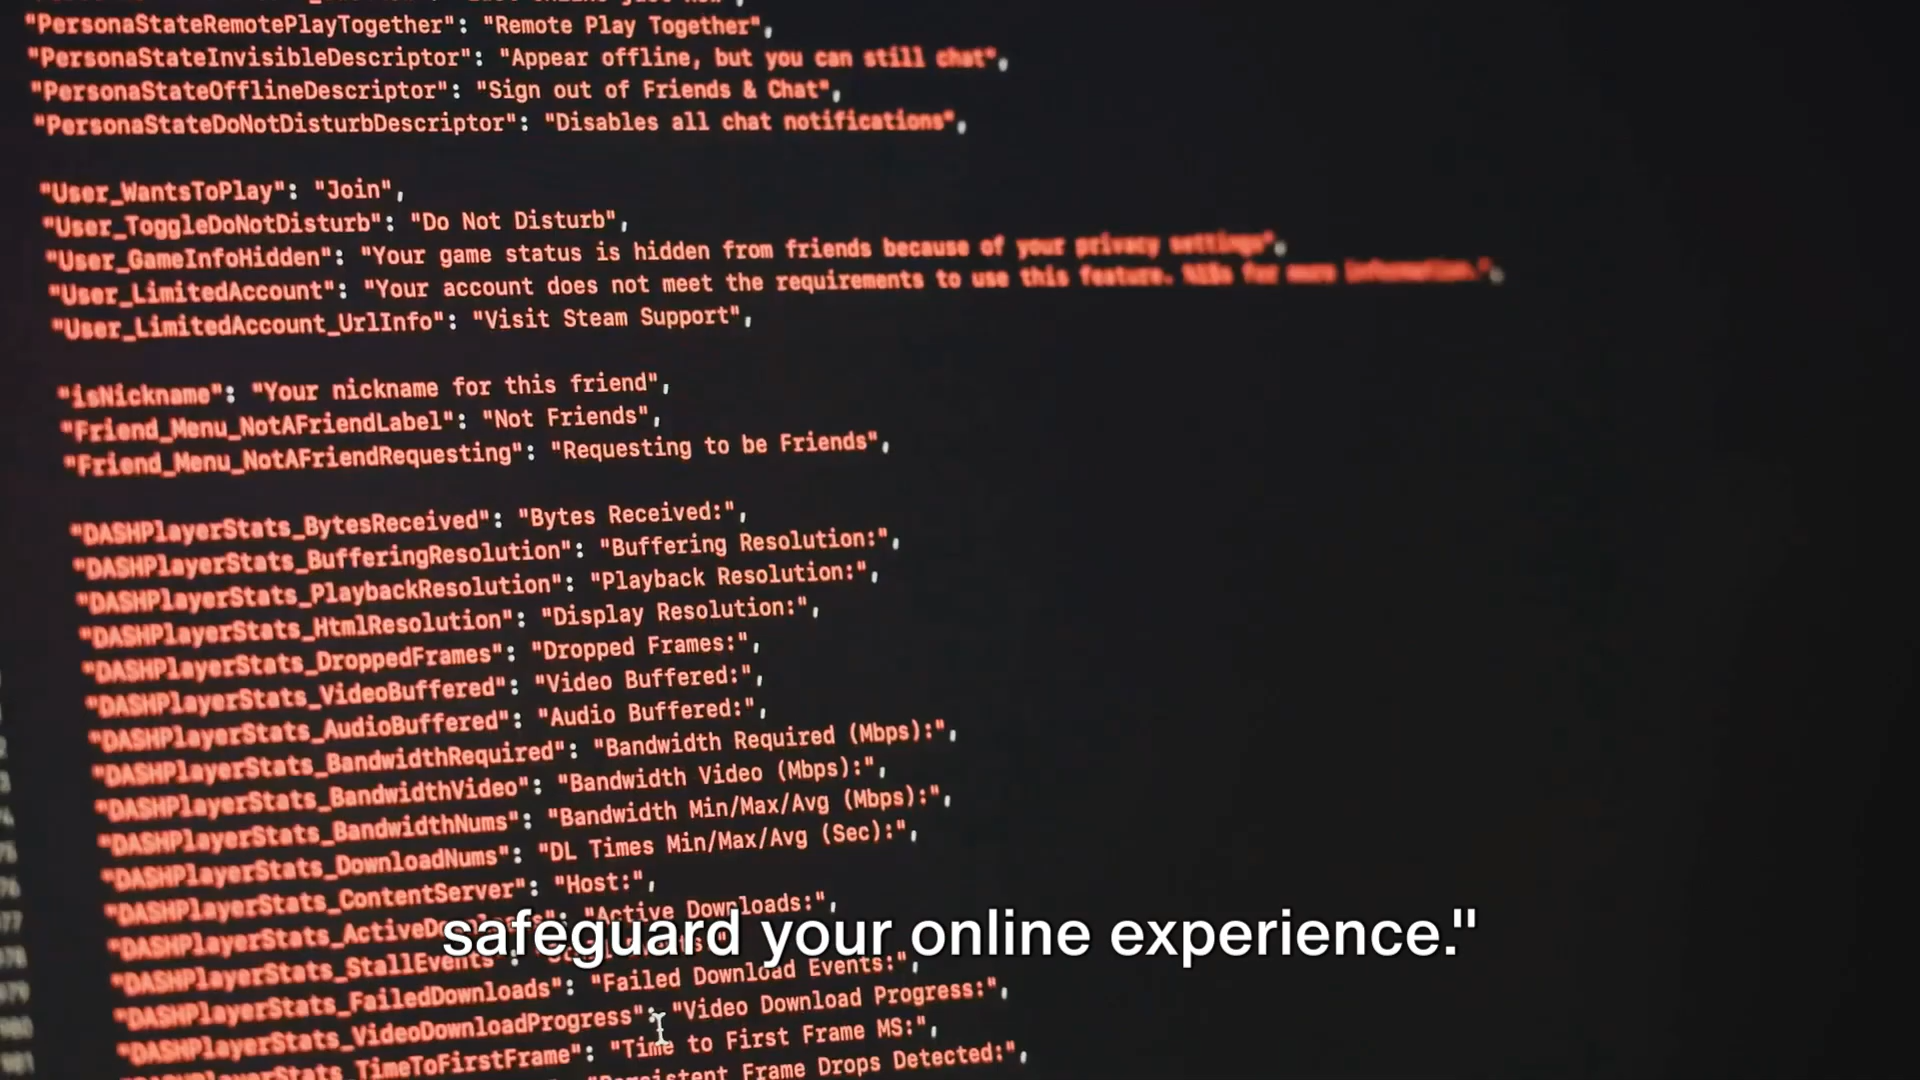 "PersonaStateRemotePlayTogether": "Remote Play Together",
"PersonaStateInvisibleDescriptor": "Appear offline, but you can still chat",
"PersonaStateOfflineDescriptor": "Sign out of Friends & Chat",
"PersonaStateDoNotDisturbDescriptor": "Disables all chat notifications",
"User_WantsToPlay": "Join",
"User_ToggleDoNotDisturb": "Do Not Disturb",
"User_GameInfoHidden": "Your game status is hidden from friends because of your privacy settings",
"User_LimitedAccount": "Your account does not meet the requirements to use this feature. for more information.",
"User_LimitedAccount_UrlInfo": "Visit Steam Support",
"isNickname": "Your nickname for this friend",
"Friend_Menu_NotAFriendLabel": "Not Friends",
"Friend_Menu_NotAFriendRequesting": "Requesting to be Friends",
"DASHPlayerStats_BytesReceived": "Bytes Received:",
"DASHPlayerStats_BufferingResolution": "Buffering Resolution:",
"DASHPlayerStats_PlaybackResolution": "Playback Resolution:",
"DASHPlayerStats_HtmlResolution": "Display Resolution:",
"DASHPlayerStats_DroppedFrames": "Dropped Frames:",
"DASHPlayerStats_VideoBuffered": "Video Buffered:",
"DASHPlayerStats_AudioBuffered": "Audio Buffered:",
"DASHPlayerStats_BandwidthRequired": "Bandwidth Required (Mbps):",
"DASHPlayerStats_BandwidthVideo": "Bandwidth Video (Mbps):",
"DASHPlayerStats_BandwidthNums": "Bandwidth Min/Max/Avg (Mbps):",
"DASHPlayerStats_DownloadNums": "DL Times Min/Max/Avg (Sec):",
"DASHPlayerStats_ContentServer": "Host:",
"Active Downloads:",
"DASHPlayerStats_StallEvents":
"DASHPlayerStats_FailedDownloads": "Failed Download Events:",
"DASHPlayerStats_VideoDownloadProgress": "Video Download Progress:",
"DASHPlayerStats_TimeToFirstFrame": "Time to First Frame MS:",
Frame Drops Detected:",
safeguard your online experience."